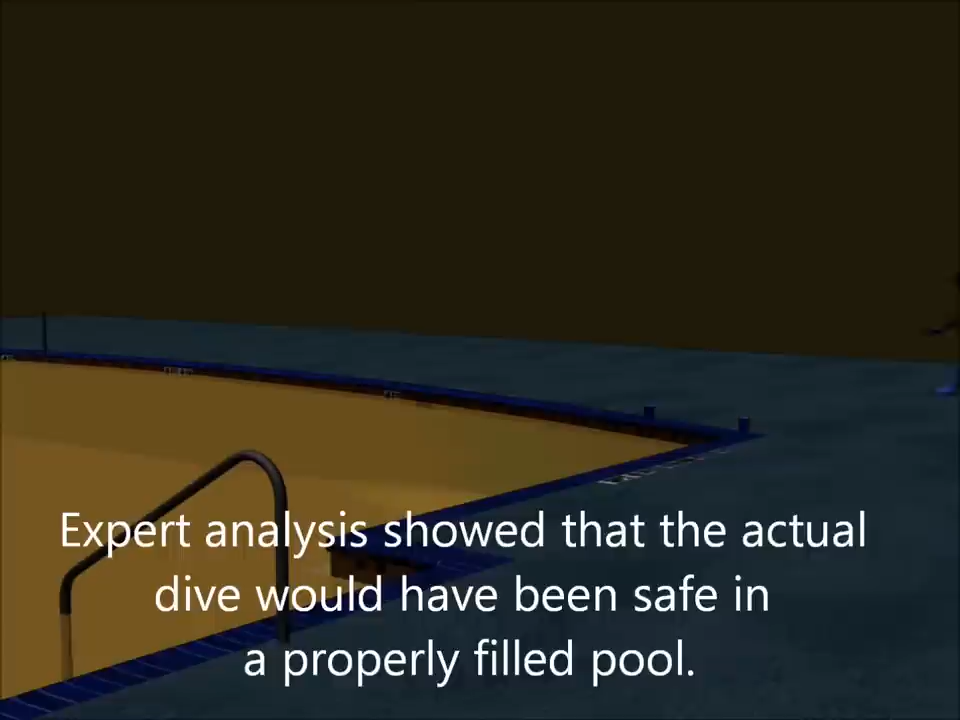 Expert analysis showed that the actual
dive would have been safe in
a properly filled pool.